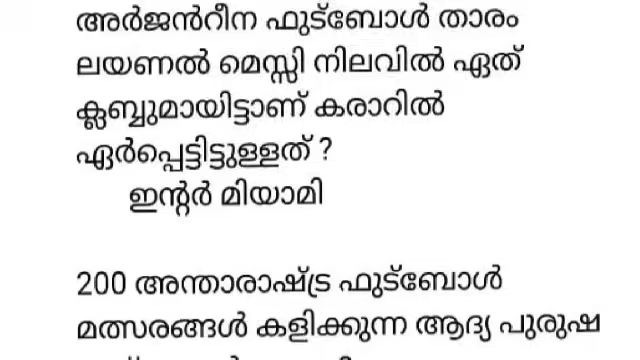 അർജൻറീന ഫുട്ബോൾ താരം
ലയണൽ മെസ്സി നിലവിൽ ഏത്
ക്ലബ്ബുമായിട്ടാണ് കരാറിൽ
ഏർപ്പെട്ടിട്ടുള്ളത് ?
ഇന്റർ മിയാമി
200 അന്താരാഷ്ട്ര ഫുട്ബോൾ
മത്സരങ്ങൾ കളിക്കുന്ന ആദ്യ പുരുഷ